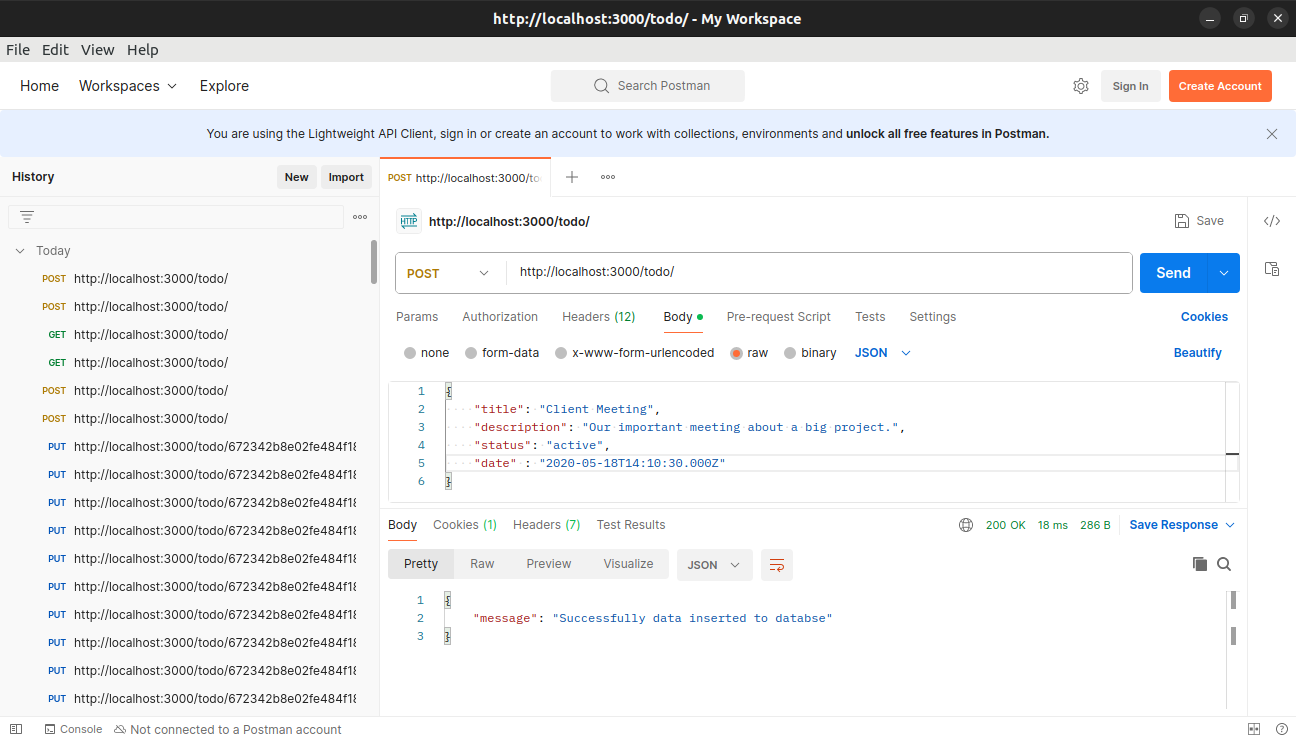 http://localhost:3000/todo/ - My Workspace
File Edit View Help
Home Workspaces Explore Search Postman Sign In Create Account
You are using the Lightweight API Client, sign in or create an account to work with collections, environments and unlock all free features in Postman.
History New Import
POST http://localhost:3000/to
Today
POST http://localhost:3000/todo/
POST http://localhost:3000/todo/
GET http://localhost:3000/todo/
GET http://localhost:3000/todo/
POST http://localhost:3000/todo/
POST http://localhost:3000/todo/
PUT http://localhost:3000/todo/672342b8e02fe484f18
PUT http://localhost:3000/todo/672342b8e02fe484f18
PUT http://localhost:3000/todo/672342b8e02fe484f18
PUT http://localhost:3000/todo/672342b8e02fe484f18
PUT http://localhost:3000/todo/672342b8e02fe484f18
PUT http://localhost:3000/todo/672342b8e02fe484f18
PUT http://localhost:3000/todo/672342b8e02fe484f18
PUT http://localhost:3000/todo/672342b8e02fe484f18
PUT http://localhost:3000/todo/672342b8e02fe484f18
PUT http://localhost:3000/todo/672342b8e02fe484f18
HTTP http://localhost:3000/todo/ Save </>
POST http://localhost:3000/todo/ Send
Params Authorization Headers (12) Body Pre-request Script Tests Settings Cookies
none form-data x-www-form-urlencoded raw binary JSON Beautify
1 {
2 "title": "Client Meeting",
3 "description": "Our important meeting about a big project.",
4 "status": "active",
5 "date" : "2020-05-18T14:10:30.000Z"
6 }
Body Cookies (1) Headers (7) Test Results 200 OK 18 ms 286 B Save Response
Pretty Raw Preview Visualize JSON
1 {
2 "message": "Successfully data inserted to databse"
3 }
Console Not connected to a Postman account